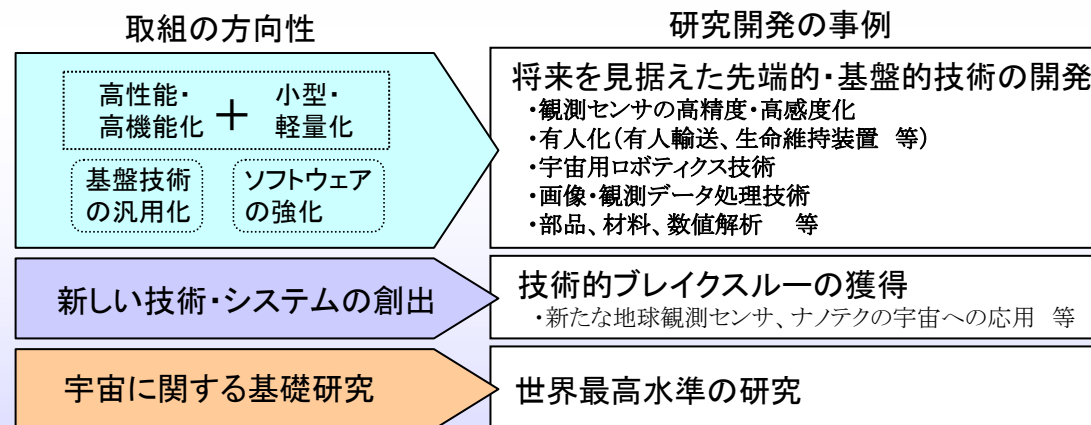 取組の方向性
研究開発の事例
高性能・
高機能化
＋
小型・
軽量化
基盤技術
の汎用化
ソフトウェア
の強化
将来を見据えた先端的・基盤的技術の開発
・観測センサの高精度・高感度化
・有人化（有人輸送、生命維持装置　等）
・宇宙用ロボティクス技術
・画像・観測データ処理技術
・部品、材料、数値解析　等
新しい技術・システムの創出
技術的ブレイクスルーの獲得
・新たな地球観測センサ、ナノテクの宇宙への応用　等
宇宙に関する基礎研究
世界最高水準の研究